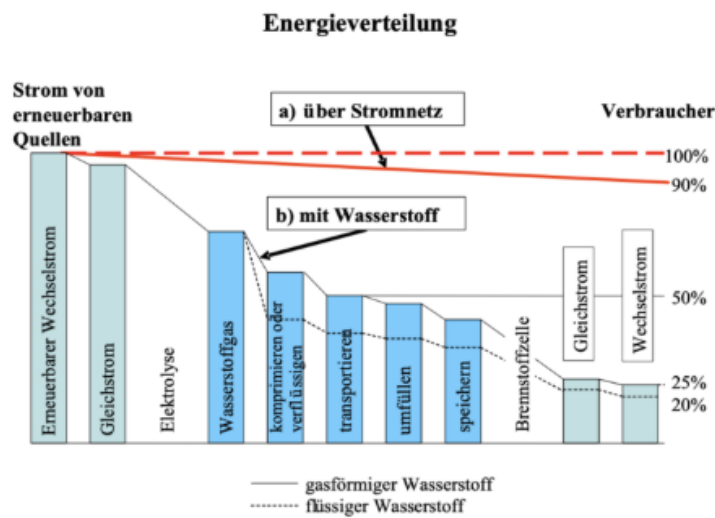 Energieverteilung
Strom von
erneuerbaren
Quellen
a) über Stromnetz
Verbraucher
100%
90%
b) mit Wasserstoff
50%
25%
20%
Erneuerbarer Wechselstrom
Gleichstrom
Elektrolyse
Wasserstoffgas
komprimieren oder
verflüssigen
transportieren
umfüllen
speichern
Brennstoffzelle
Gleichstrom
Wechselstrom
gasförmiger Wasserstoff
flüssiger Wasserstoff